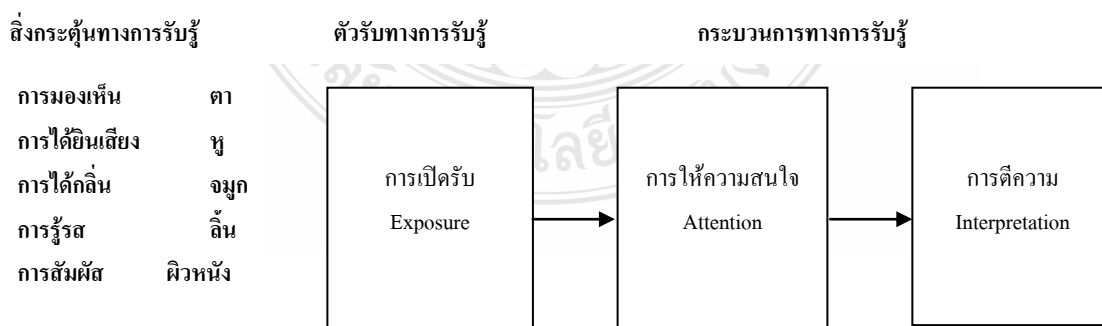 สิ่งกระตุ้นทางการรับรู้ ตัวรับทางการรับรู้ กระบวนการทางการรับรู้
การมองเห็น ตา
การได้ยินเสียง หู
การได้กลิ่น จมูก
การรู้รส ลิ้น
การสัมผัส ผิวหนัง
การเปิดรับ
Exposure
การให้ความสนใจ
Attention
การตีความ
Interpretation